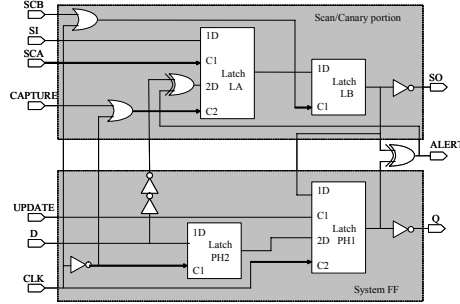 SCB
Scan/Canary portion
SI
1D
SCA
C1
Latch
LA
1D
Latch
LB
2D
SO
CAPTURE
C2
C1
ALERT
1D
UPDATE
C1
Latch
PH1
1D
2D
Q
D
Latch
PH2
C1
C2
CLK
System FF